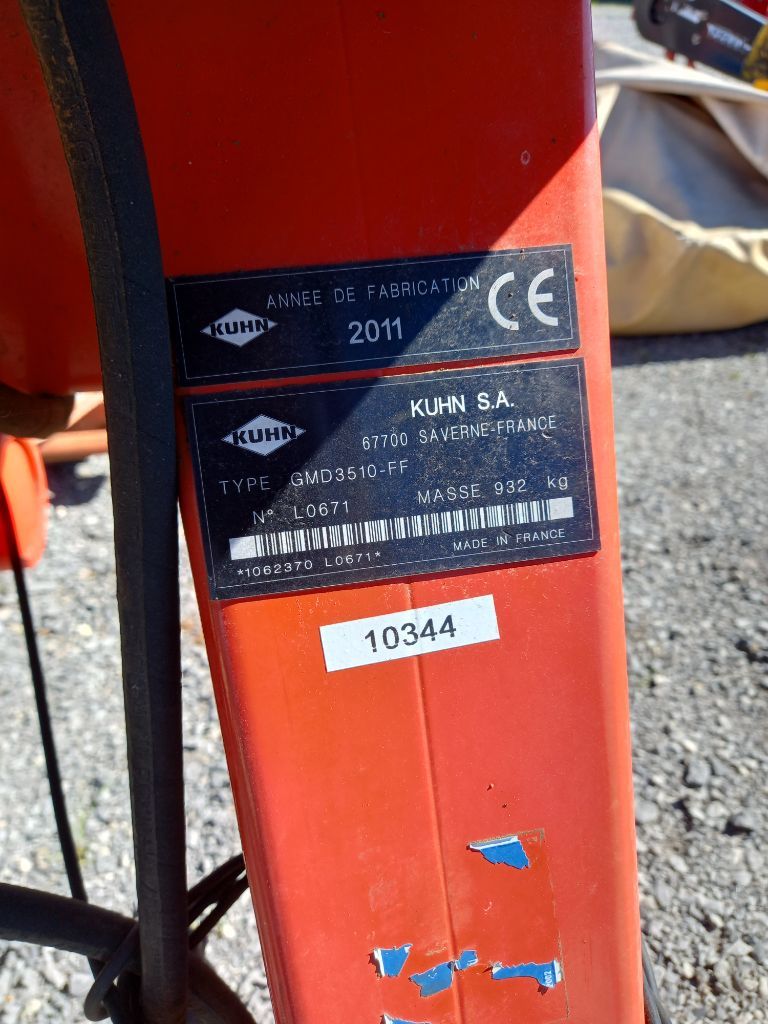 ANNEE DE FABRICATION
KUHN
2011
CE
KUHN
KUHN S.A.
67700 SAVERNE-FRANCE
TYPE GMD3510-FF
N° L0671 MASSE 932 kg
*1062370 L0671*
MADE IN FRANCE
10344